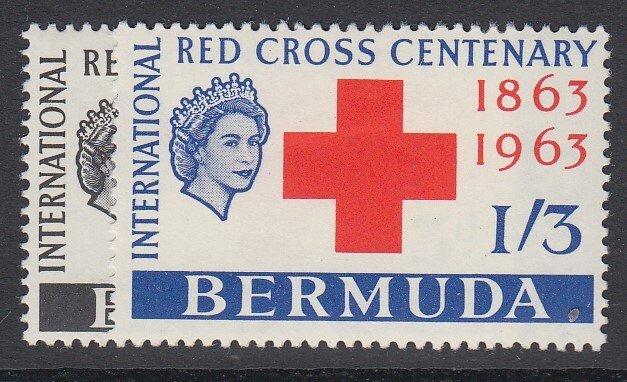 INTERNATIONAL
RE
INTERNATIONAL
RED CROSS CENTENARY
1863
1963
1/3
BERMUDA